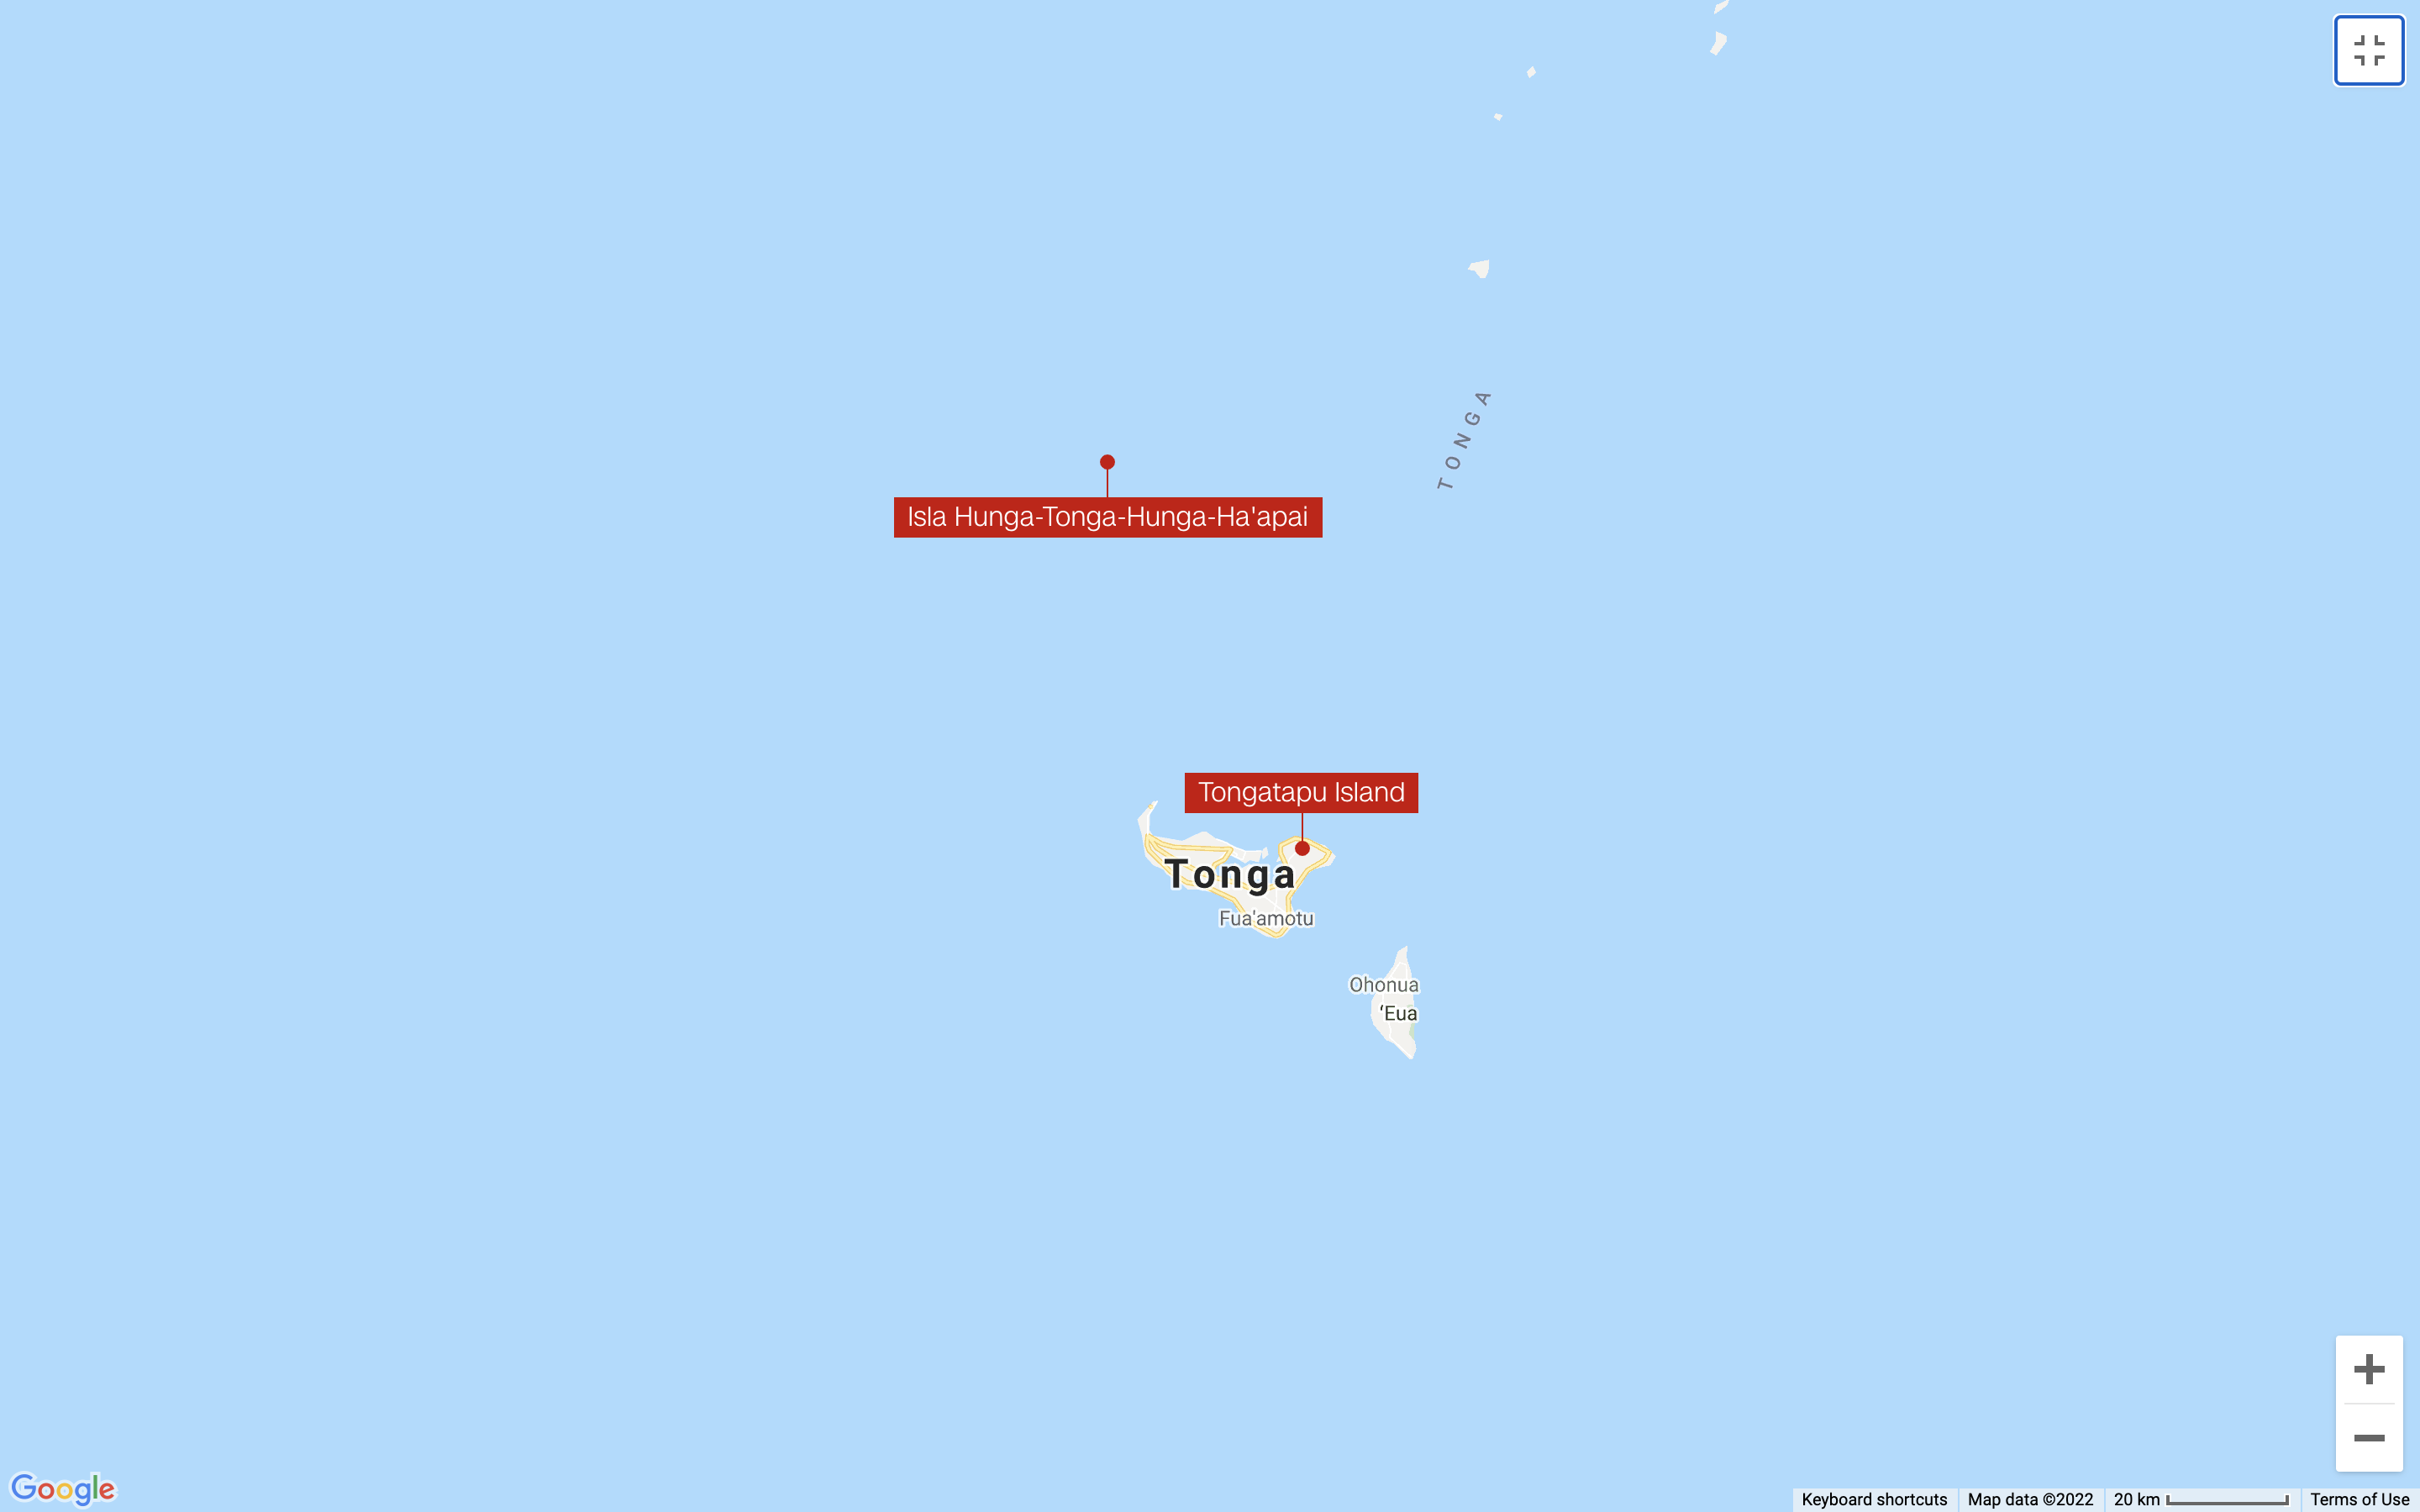 TONGA
Isla Hunga-Tonga-Hunga-Ha'apai
Tongatapu Island
Tonga
Fua'amotu
Ohonua
ʻEua
Google
Keyboard shortcuts Map data ©2022 20 km Terms of Use